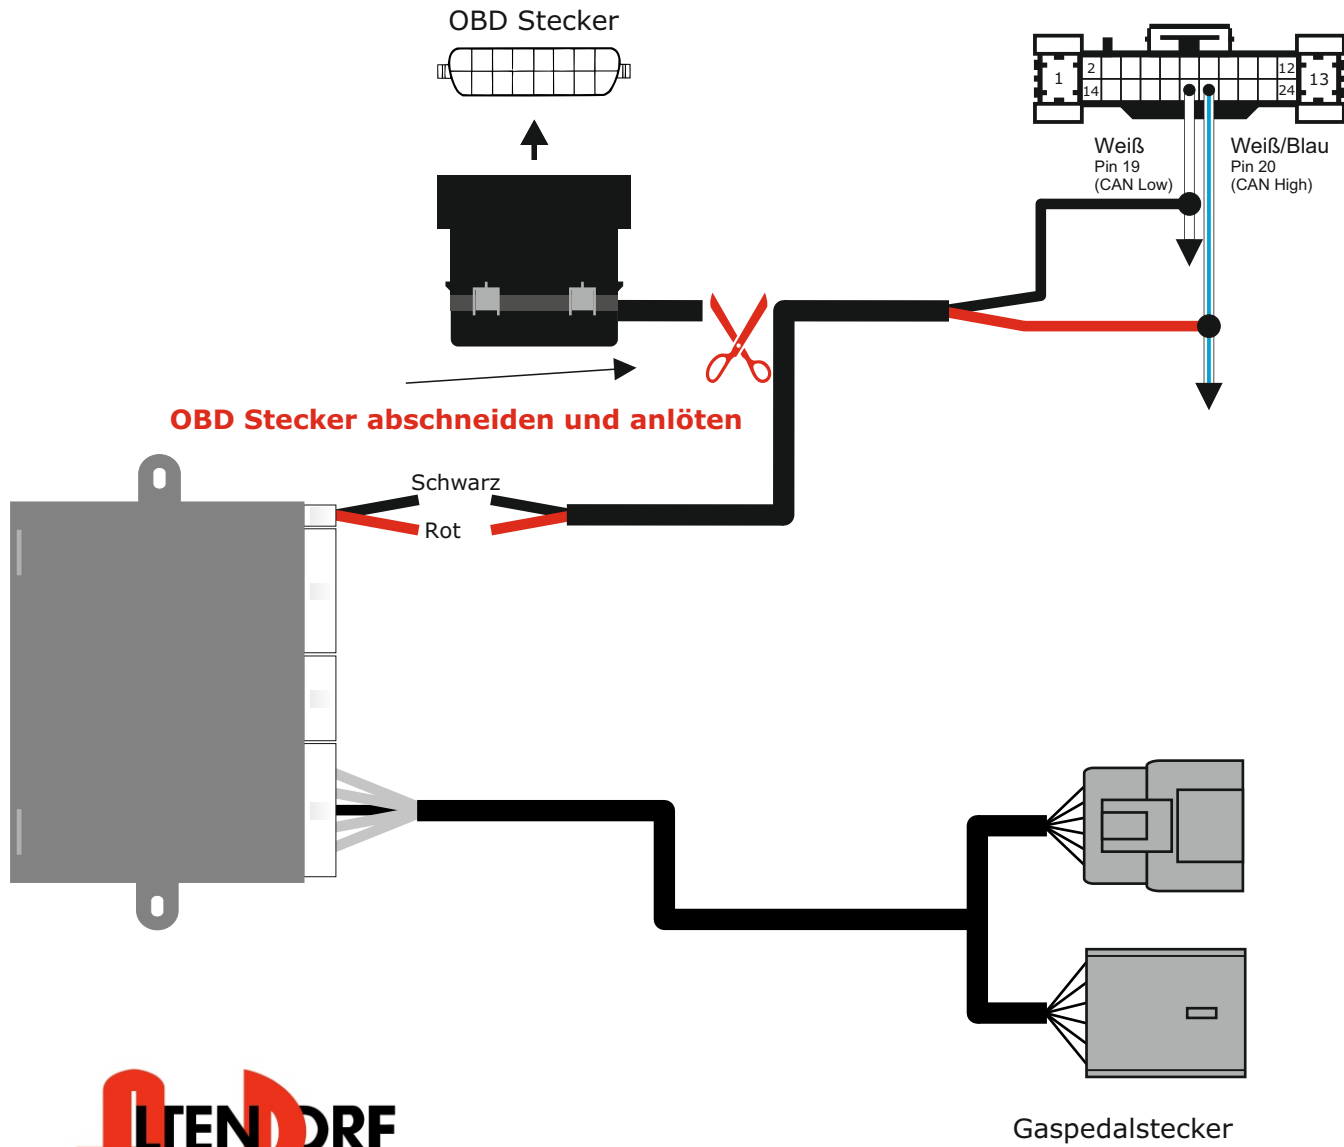 OBD Stecker
1
2
12
13
14
24
Weiß
Pin 19
(CAN Low)
Weiß/Blau
Pin 20
(CAN High)
OBD Stecker abschneiden und anlöten
Schwarz
Rot
ALTENDORF
Gaspedalstecker